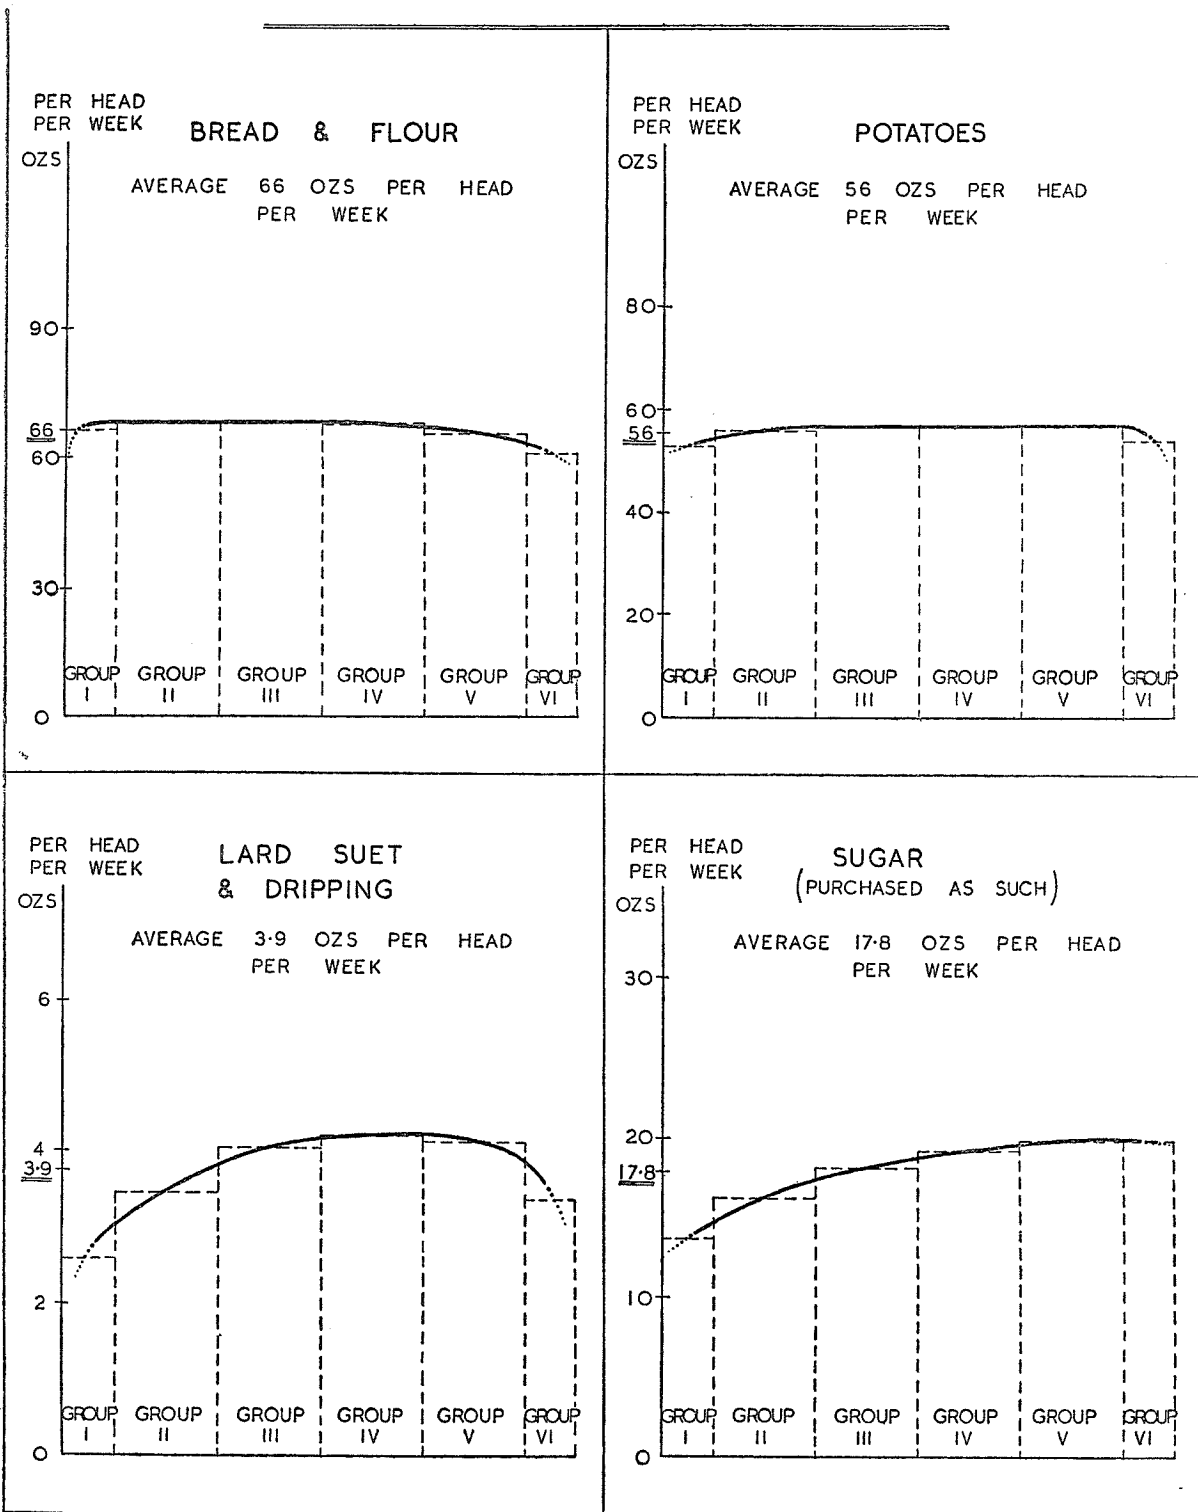 PER HEAD
PER WEEK
OZS
BREAD & FLOUR
AVERAGE 66 OZS PER HEAD
PER WEEK
90
66
60
30
0
GROUP I
GROUP II
GROUP III
GROUP IV
GROUP V
GROUP VI
PER HEAD
PER WEEK
OZS
POTATOES
AVERAGE 56 OZS PER HEAD
PER WEEK
80
60
56
40
20
0
GROUP I
GROUP II
GROUP III
GROUP IV
GROUP V
GROUP VI
PER HEAD
PER WEEK
OZS
LARD SUET
& DRIPPING
AVERAGE 3·9 OZS PER HEAD
PER WEEK
6
4
3·9
2
0
GROUP I
GROUP II
GROUP III
GROUP IV
GROUP V
GROUP VI
PER HEAD
PER WEEK
OZS
SUGAR
(PURCHASED AS SUCH)
AVERAGE 17·8 OZS PER HEAD
PER WEEK
30
20
17·8
10
0
GROUP I
GROUP II
GROUP III
GROUP IV
GROUP V
GROUP VI